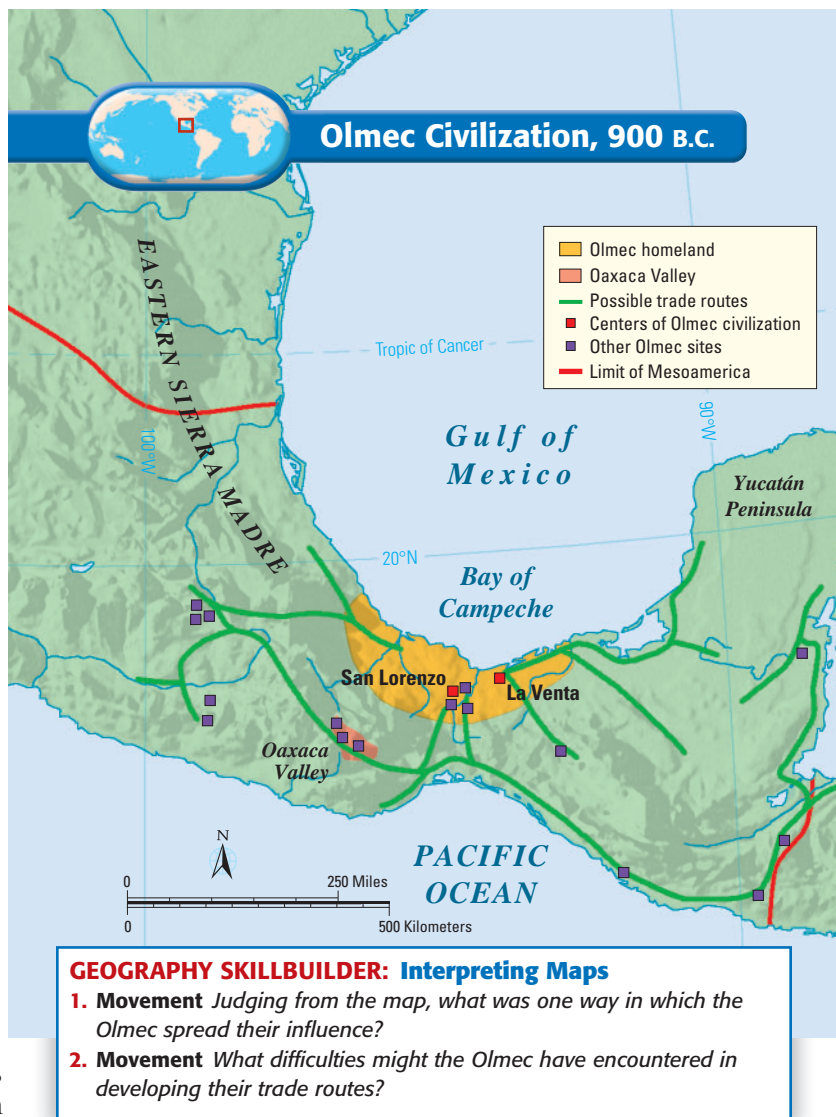 Olmec Civilization, 900 B.C.
Olmec homeland
Oaxaca Valley
Possible trade routes
Centers of Olmec civilization
Other Olmec sites
Limit of Mesoamerica
EASTERN SIERRA MADRE
Tropic of Cancer
100°W
90°W
Gulf of
Mexico
Yucatán
Peninsula
20°N
Bay of
Campeche
San Lorenzo
La Venta
Oaxaca
Valley
N
0 250 Miles
0 500 Kilometers
PACIFIC
OCEAN
GEOGRAPHY SKILLBUILDER: Interpreting Maps
1. Movement Judging from the map, what was one way in which the
Olmec spread their influence?
2. Movement What difficulties might the Olmec have encountered in
developing their trade routes?